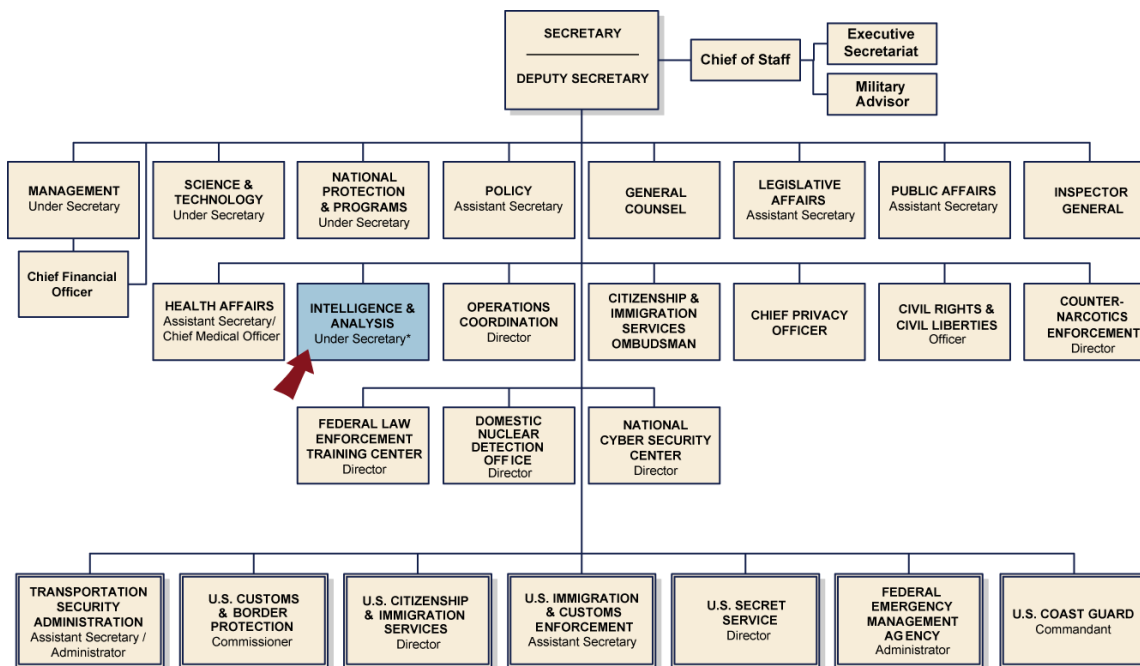 SECRETARY
DEPUTY SECRETARY
Chief of Staff
Executive
Secretariat
Military
Advisor
MANAGEMENT
Under Secretary
SCIENCE &
TECHNOLOGY
Under Secretary
NATIONAL
PROTECTION
& PROGRAMS
Under Secretary
POLICY
Assistant Secretary
GENERAL
COUNSEL
LEGISLATIVE
AFFAIRS
Assistant Secretary
PUBLIC AFFAIRS
Assistant Secretary
INSPECTOR
GENERAL
Chief Financial
Officer
HEALTH AFFAIRS
Assistant Secretary/
Chief Medical Officer
INTELLIGENCE &
ANALYSIS
Under Secretary*
OPERATIONS
COORDINATION
Director
CITIZENSHIP &
IMMIGRATION
SERVICES
OMBUDSMAN
CHIEF PRIVACY
OFFICER
CIVIL RIGHTS &
CIVIL LIBERTIES
Officer
COUNTER-
NARCOTICS
ENFORCEMENT
Director
FEDERAL LAW
ENFORCEMENT
TRAINING CENTER
Director
DOMESTIC
NUCLEAR
DETECTION
OFFICE
Director
NATIONAL
CYBER SECURITY
CENTER
Director
TRANSPORTATION
SECURITY
ADMINISTRATION
Assistant Secretary /
Administrator
U.S. CUSTOMS
& BORDER
PROTECTION
Commissioner
U.S. CITIZENSHIP
& IMMIGRATION
SERVICES
Director
U.S. IMMIGRATION
& CUSTOMS
ENFORCEMENT
Assistant Secretary
U.S. SECRET
SERVICE
Director
FEDERAL
EMERGENCY
MANAGEMENT
AGENCY
Administrator
U.S. COAST GUARD
Commandant